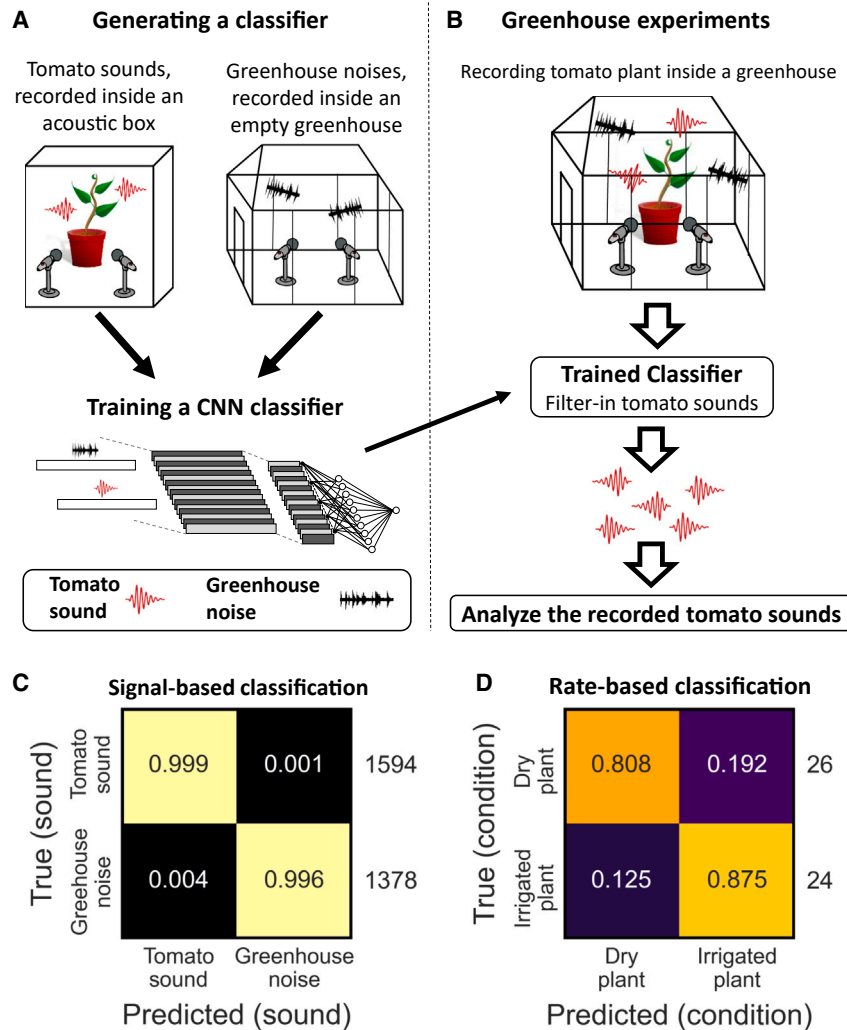 A Generating a classifier
Tomato sounds,
recorded inside an
acoustic box
Greenhouse noises,
recorded inside an
empty greenhouse
Training a CNN classifier
Tomato
sound
Greenhouse
noise
B Greenhouse experiments
Recording tomato plant inside a greenhouse
Trained Classifier
Filter-in tomato sounds
Analyze the recorded tomato sounds
C Signal-based classification
True (sound)
Tomato
sound
0.999 0.001 1594
Greehouse
noise
0.004 0.996 1378
Tomato
sound
Greenhouse
noise
Predicted (sound)
D Rate-based classification
True (condition)
Dry
plant
0.808 0.192 26
Irrigated
plant
0.125 0.875 24
Dry
plant
Irrigated
plant
Predicted (condition)